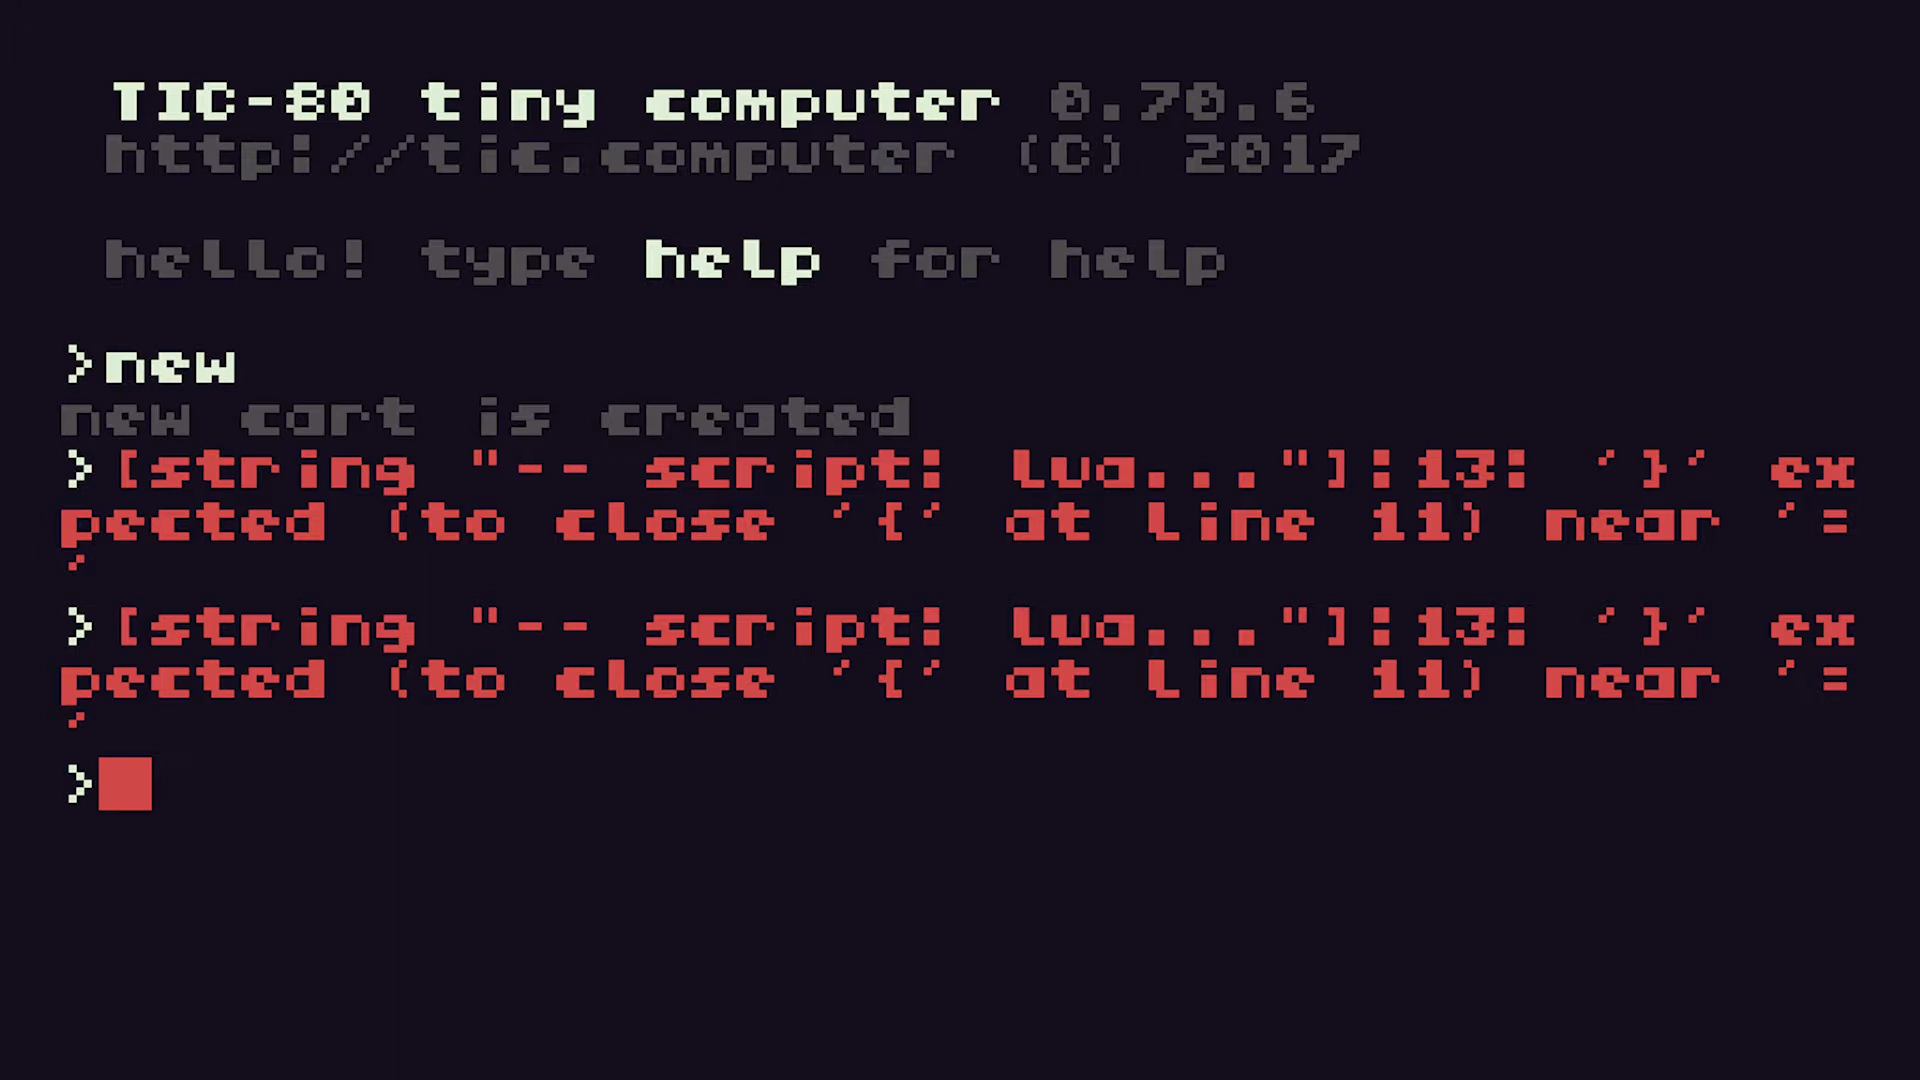 TIC-80 tiny computer 0.70.6
http://tic.computer (C) 2017
hello! type help for help
>new
new cart is created
>[string "-- script: lua..."]:13: '}' ex
pected (to close '{' at line 11) near '=
'
>[string "-- script: lua..."]:13: '}' ex
pected (to close '{' at line 11) near '=
'
>